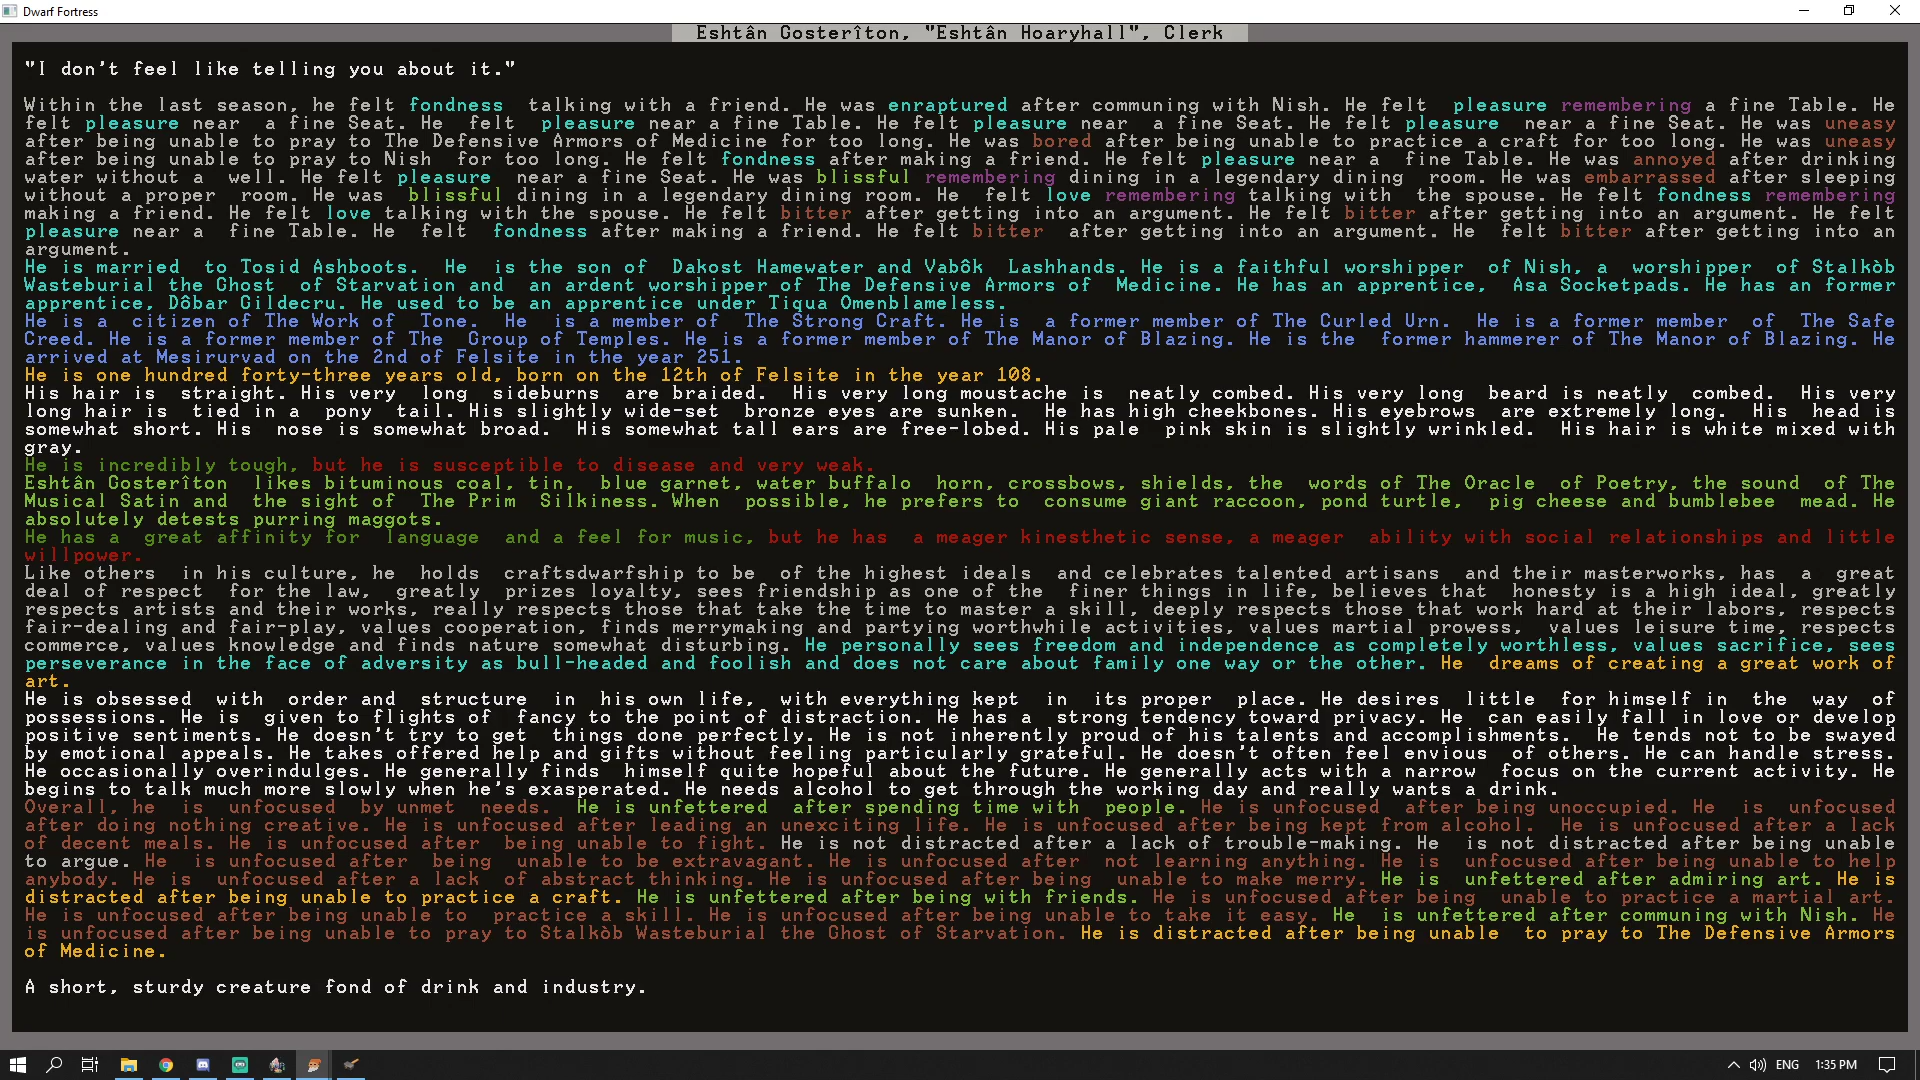 Dwarf Fortress
Eshtân Gosterîton, "Eshtân Hoaryhall", Clerk
"I don't feel like telling you about it."
Within the last season, he felt fondness talking with a friend. He was enraptured after communing with Nish. He felt pleasure remembering a fine Table. He
felt pleasure near a fine Seat. He felt pleasure near a fine Table. He felt pleasure near a fine Seat. He felt pleasure near a fine Seat. He was uneasy
after being unable to pray to The Defensive Armors of Medicine for too long. He was bored after being unable to practice a craft for too long. He was uneasy
after being unable to pray to Nish for too long. He felt fondness after making a friend. He felt pleasure near a fine Table. He was annoyed after drinking
water without a well. He felt pleasure near a fine Seat. He was blissful remembering dining in a legendary dining room. He was embarrassed after sleeping
without a proper room. He was blissful dining in a legendary dining room. He felt love remembering talking with the spouse. He felt fondness remembering
making a friend. He felt love talking with the spouse. He felt bitter after getting into an argument. He felt bitter after getting into an argument. He felt
pleasure near a fine Table. He felt fondness after making a friend. He felt bitter after getting into an argument. He felt bitter after getting into an
argument.
He is married to Tosid Ashboots. He is the son of Dakost Hamewater and Vabôk Lashhands. He is a faithful worshipper of Nish, a worshipper of Stalkòb
Wasteburial the Ghost of Starvation and an ardent worshipper of The Defensive Armors of Medicine. He has an apprentice, Asa Socketpads. He has an former
apprentice, Dôbar Gildecru. He used to be an apprentice under Tiqua Omenblameless.
He is a citizen of The Work of Tone. He is a member of The Strong Craft. He is a former member of The Curled Urn. He is a former member of The Safe
Creed. He is a former member of The Group of Temples. He is a former member of The Manor of Blazing. He is the former hammerer of The Manor of Blazing. He
arrived at Mesirurvad on the 2nd of Felsite in the year 251.
He is one hundred forty-three years old, born on the 12th of Felsite in the year 108.
His hair is straight. His very long sideburns are braided. His very long moustache is neatly combed. His very long beard is neatly combed. His very
long hair is tied in a pony tail. His slightly wide-set bronze eyes are sunken. He has high cheekbones. His eyebrows are extremely long. His head is
somewhat short. His nose is somewhat broad. His somewhat tall ears are free-lobed. His pale pink skin is slightly wrinkled. His hair is white mixed with
gray.
He is incredibly tough, but he is susceptible to disease and very weak.
Eshtân Gosterîton likes bituminous coal, tin, blue garnet, water buffalo horn, crossbows, shields, the words of The Oracle of Poetry, the sound of The
Musical Satin and the sight of The Prim Silkiness. When possible, he prefers to consume giant raccoon, pond turtle, pig cheese and bumblebee mead. He
absolutely detests purring maggots.
He has a great affinity for language and a feel for music, but he has a meager kinesthetic sense, a meager ability with social relationships and little
willpower.
Like others in his culture, he holds craftsdwarfship to be of the highest ideals and celebrates talented artisans and their masterworks, has a great
deal of respect for the law, greatly prizes loyalty, sees friendship as one of the finer things in life, believes that honesty is a high ideal, greatly
respects artists and their works, really respects those that take the time to master a skill, deeply respects those that work hard at their labors, respects
fair-dealing and fair-play, values cooperation, finds merrymaking and partying worthwhile activities, values martial prowess, values leisure time, respects
commerce, values knowledge and finds nature somewhat disturbing. He personally sees freedom and independence as completely worthless, values sacrifice, sees
perseverance in the face of adversity as bull-headed and foolish and does not care about family one way or the other. He dreams of creating a great work of
art.
He is obsessed with order and structure in his own life, with everything kept in its proper place. He desires little for himself in the way of
possessions. He is given to flights of fancy to the point of distraction. He has a strong tendency toward privacy. He can easily fall in love or develop
positive sentiments. He doesn't try to get things done perfectly. He is not inherently proud of his talents and accomplishments. He tends not to be swayed
by emotional appeals. He takes offered help and gifts without feeling particularly grateful. He doesn't often feel envious of others. He can handle stress.
He occasionally overindulges. He generally finds himself quite hopeful about the future. He generally acts with a narrow focus on the current activity. He
begins to talk much more slowly when he's exasperated. He needs alcohol to get through the working day and really wants a drink.
Overall, he is unfocused by unmet needs. He is unfettered after spending time with people. He is unfocused after being unoccupied. He is unfocused
after doing nothing creative. He is unfocused after leading an unexciting life. He is unfocused after being kept from alcohol. He is unfocused after a lack
of decent meals. He is unfocused after being unable to fight. He is not distracted after a lack of trouble-making. He is not distracted after being unable
to argue. He is unfocused after being unable to be extravagant. He is unfocused after not learning anything. He is unfocused after being unable to help
anybody. He is unfocused after a lack of abstract thinking. He is unfocused after being unable to make merry. He is unfettered after admiring art. He is
distracted after being unable to practice a craft. He is unfettered after being with friends. He is unfocused after being unable to practice a martial art.
He is unfocused after being unable to practice a skill. He is unfocused after being unable to take it easy. He is unfettered after communing with Nish. He
is unfocused after being unable to pray to Stalkòb Wasteburial the Ghost of Starvation. He is distracted after being unable to pray to The Defensive Armors
of Medicine.
A short, sturdy creature fond of drink and industry.
ENG
1:35 PM